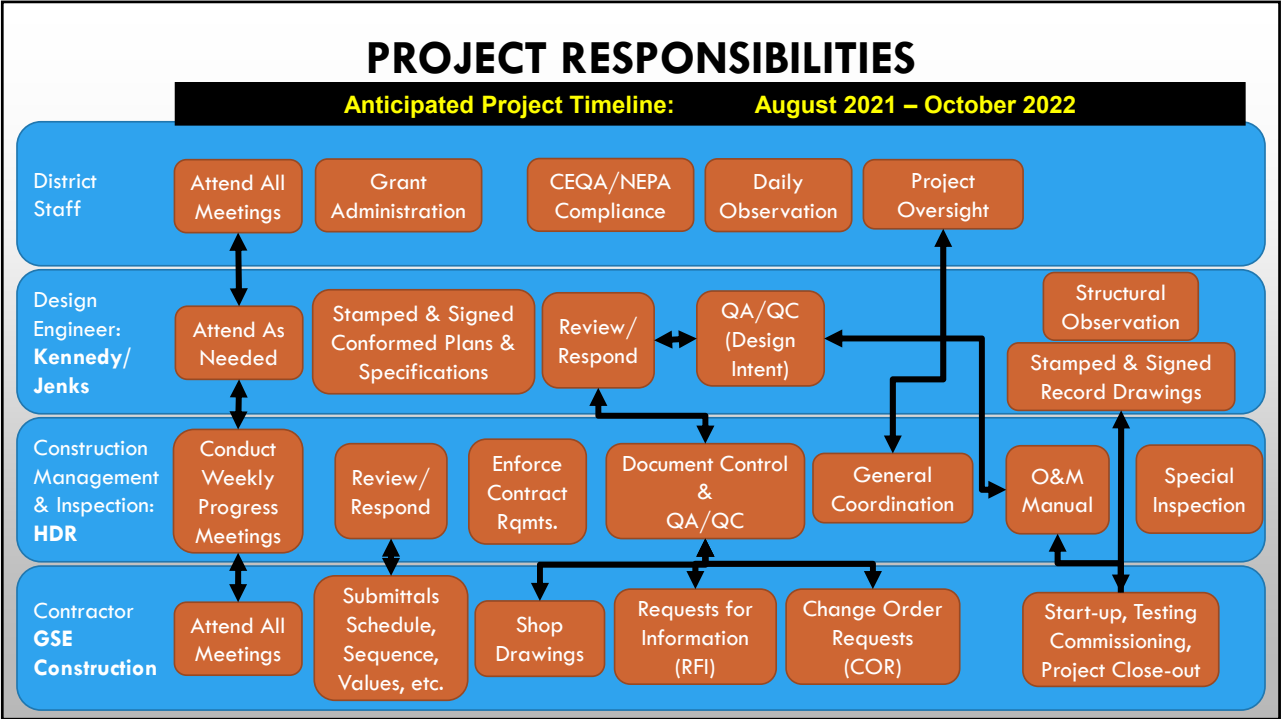 PROJECT RESPONSIBILITIES
Anticipated Project Timeline: August 2021 – October 2022
District
Staff
Attend All
Meetings
Grant
Administration
CEQA/NEPA
Compliance
Daily
Observation
Project
Oversight
Design
Engineer:
Kennedy/
Jenks
Attend As
Needed
Stamped & Signed
Conformed Plans &
Specifications
Review/
Respond
QA/QC
(Design
Intent)
Structural
Observation
Stamped & Signed
Record Drawings
Construction
Management
& Inspection:
HDR
Conduct
Weekly
Progress
Meetings
Review/
Respond
Enforce
Contract
Rqmts.
Document Control
&
QA/QC
General
Coordination
O&M
Manual
Special
Inspection
Contractor
GSE
Construction
Attend All
Meetings
Submittals
Schedule,
Sequence,
Values, etc.
Shop
Drawings
Requests for
Information
(RFI)
Change Order
Requests
(COR)
Start-up, Testing
Commissioning,
Project Close-out